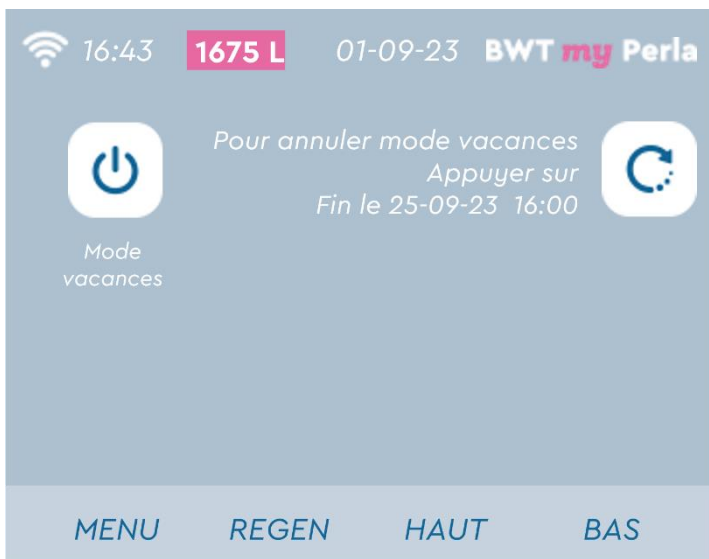 16:43 1675 L 01-09-23 BWT my Perla
Pour annuler mode vacances
Appuyer sur
Fin le 25-09-23 16:00
Mode
vacances
MENU REGEN HAUT BAS